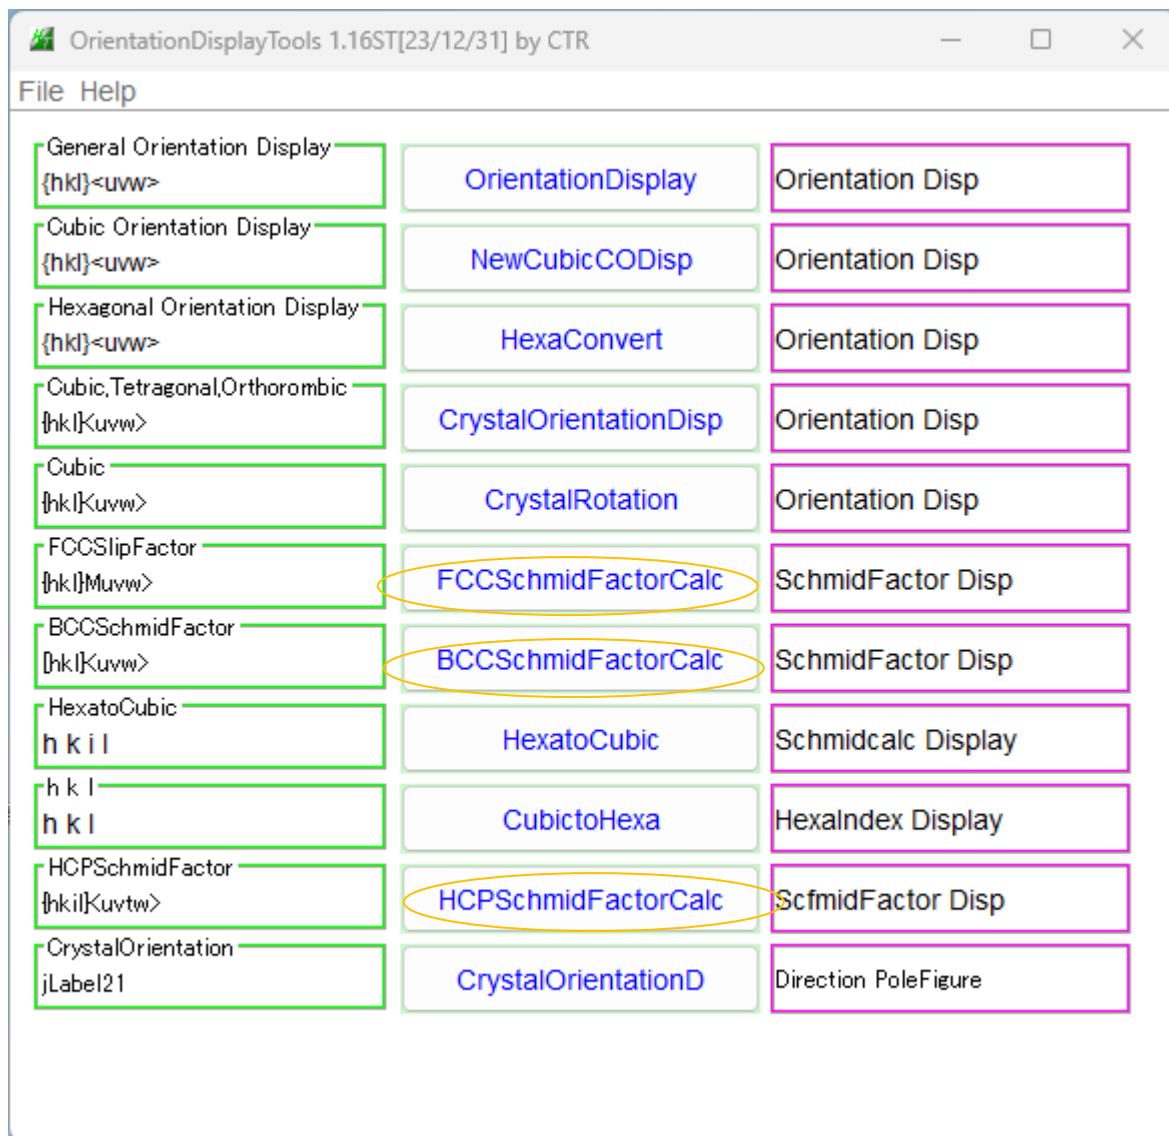 OrientationDisplayTools 1.16ST[23/12/31] by CTR
File Help
General Orientation Display
{hkl}<uvw> OrientationDisplay Orientation Disp
Cubic Orientation Display
{hkl}<uvw> NewCubicCODisp Orientation Disp
Hexagonal Orientation Display
{hkl}<uvw> HexaConvert Orientation Disp
Cubic,Tetragonal,Orthorombic
{hkl}<uvw> CrystalOrientationDisp Orientation Disp
Cubic
{hkl}<uvw> CrystalRotation Orientation Disp
FCCSlipFactor
{hkl}Muvw> FCCSchmidFactorCalc SchmidFactor Disp
BCCSchmidFactor
[hkl}<uvw> BCCSchmidFactorCalc SchmidFactor Disp
HexatoCubic
h k i l HexatoCubic Schmidcalc Display
h k l
h k l CubictoHexa HexaIndex Display
HCPSchmidFactor
{hkil}<uvtw> HCPSchmidFactorCalc ScfmidFactor Disp
CrystalOrientation
jLabel21 CrystalOrientationD Direction PoleFigure